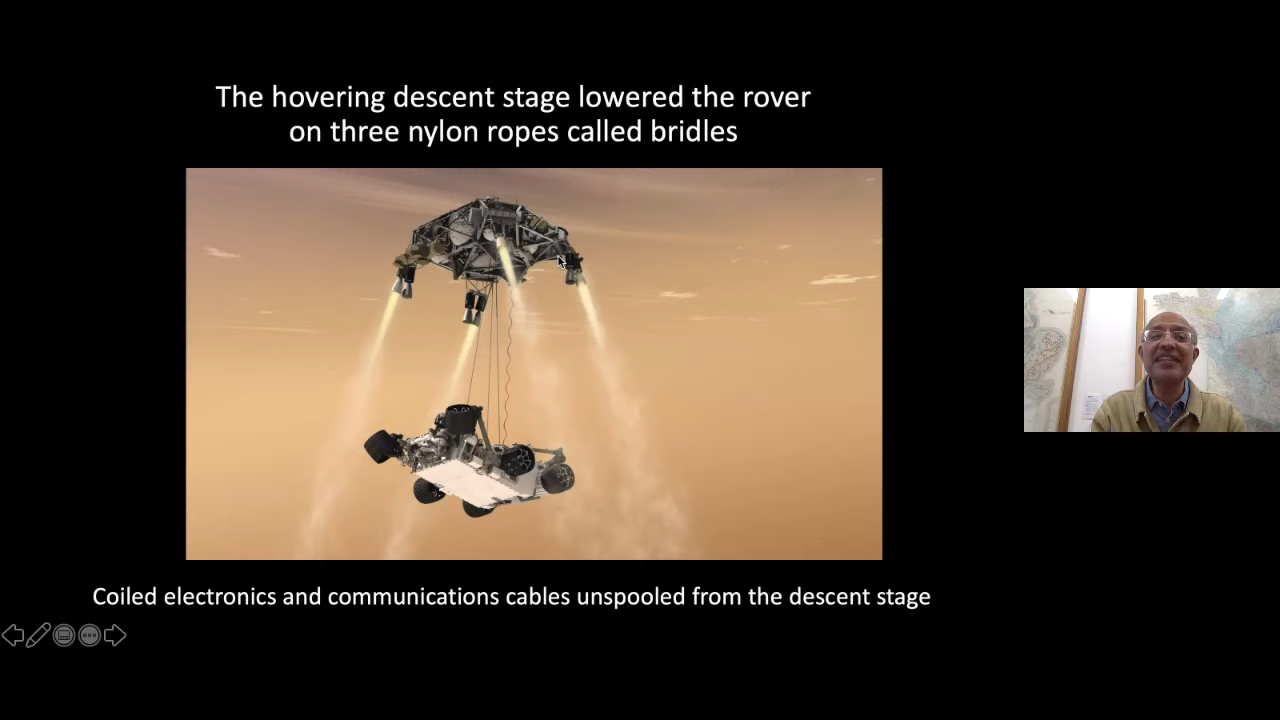 The hovering descent stage lowered the rover
on three nylon ropes called bridles
Coiled electronics and communications cables unspooled from the descent stage